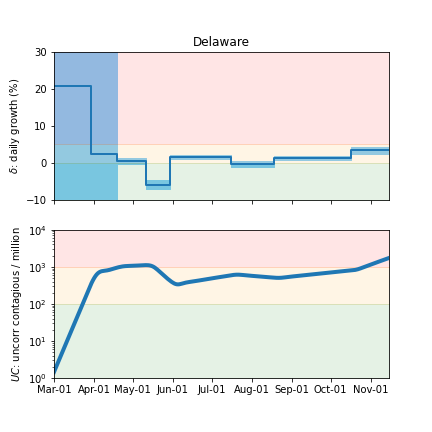 Delaware
30
20
10
0
−10
δ: daily growth (%)
10⁴
10³
10²
10¹
10⁰
UC: uncorr contagious / million
Mar-01 Apr-01 May-01 Jun-01 Jul-01 Aug-01 Sep-01 Oct-01 Nov-01